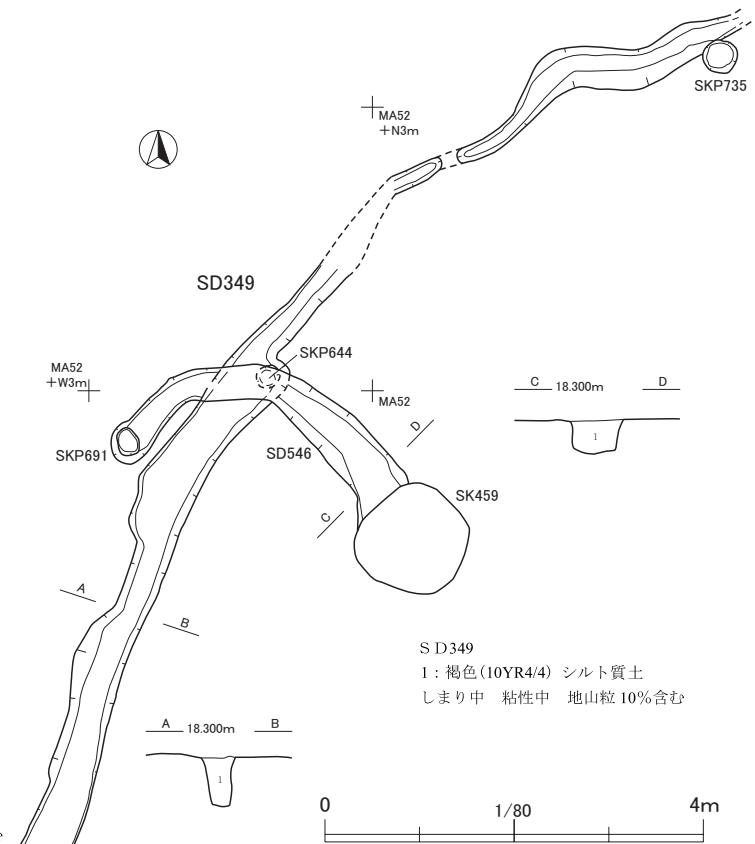 SKP735
MA52
+N3m
SD349
SKP644
MA52
+W3m
MA52
C 18.300m D
1
SKP691
SD546
D
SK459
C
A
B
SD349
1：褐色(10YR4/4) シルト質土
しまり中 粘性中 地山粒10%含む
A 18.300m B
1
0 1/80 4m